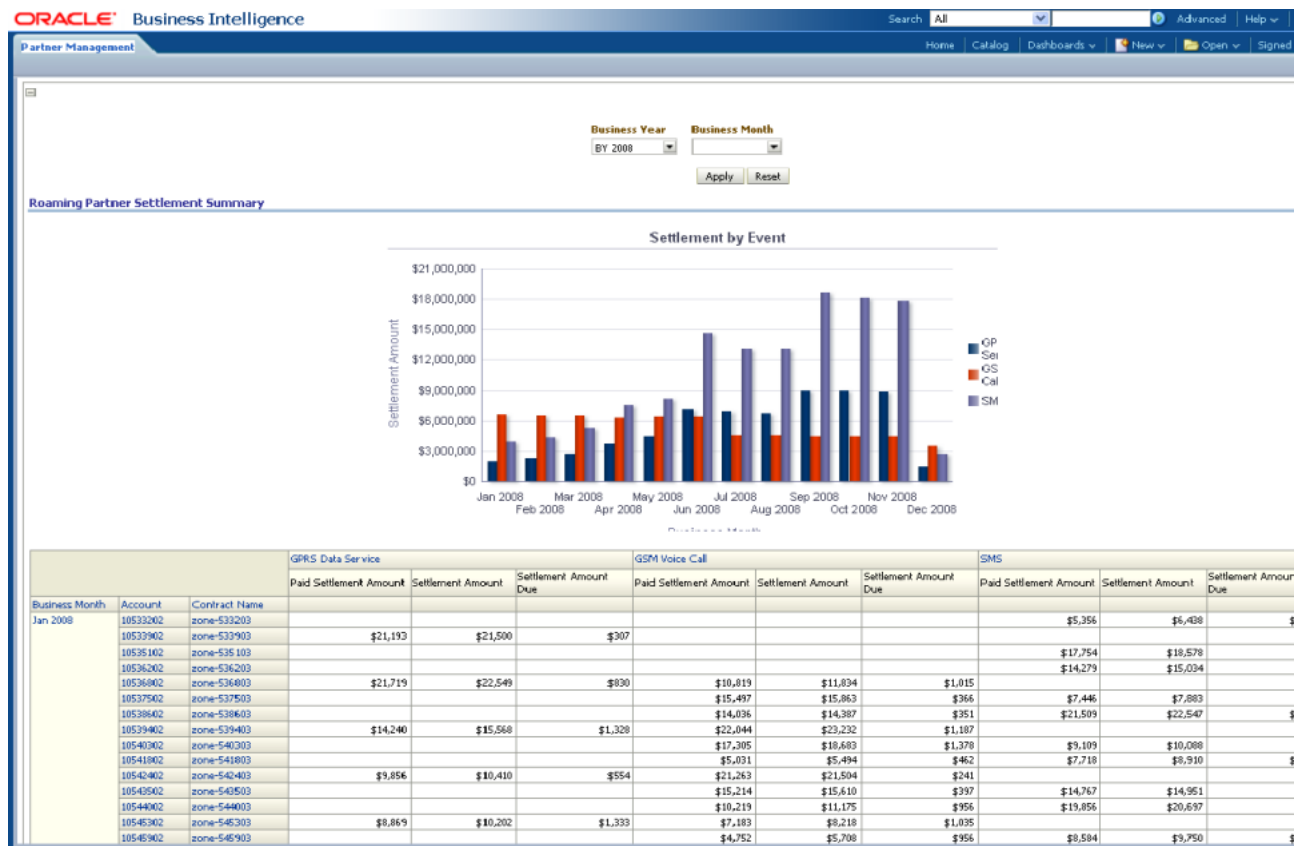 ORACLE Business Intelligence
Search All Advanced Help
Partner Management
Home Catalog Dashboards New Open Signed
Business Year Business Month
BY 2008
Apply Reset
Roaming Partner Settlement Summary
Settlement by Event
$21,000,000
$18,000,000
$15,000,000
$12,000,000
$9,000,000
$6,000,000
$3,000,000
$0
Settlement Amount
GP
Ser
GS
Cal
SM
Jan 2008 Mar 2008 May 2008 Jul 2008 Sep 2008 Nov 2008
Feb 2008 Apr 2008 Jun 2008 Aug 2008 Oct 2008 Dec 2008
Business Month
GPRS Data Service GSM Voice Call SMS
Paid Settlement Amount Settlement Amount Settlement Amount Due Paid Settlement Amount Settlement Amount Settlement Amount Due Paid Settlement Amount Settlement Amount Settlement Amount Due
Business Month Account Contract Name
Jan 2008 10533202 zone-533203 $5,356 $6,438 $
10533902 zone-533903 $21,193 $21,500 $307
10535102 zone-535103 $17,754 $18,578
10536202 zone-536203 $14,279 $15,034
10536802 zone-536803 $21,719 $22,549 $830 $10,819 $11,834 $1,015
10537502 zone-537503 $15,497 $15,863 $366 $7,446 $7,883
10538602 zone-538603 $14,036 $14,387 $351 $21,509 $22,547 $
10539402 zone-539403 $14,240 $15,568 $1,328 $22,044 $23,232 $1,187
10540302 zone-540303 $17,305 $18,683 $1,378 $9,109 $10,088
10541802 zone-541803 $5,031 $5,494 $462 $7,718 $8,910 $
10542402 zone-542403 $9,856 $10,410 $554 $21,263 $21,504 $241
10543502 zone-543503 $15,214 $15,610 $397 $14,767 $14,951
10544002 zone-544003 $10,219 $11,175 $956 $19,856 $20,697
10545302 zone-545303 $8,869 $10,202 $1,333 $7,183 $8,218 $1,035
10545902 zone-545903 $4,752 $5,708 $956 $8,584 $9,750 $